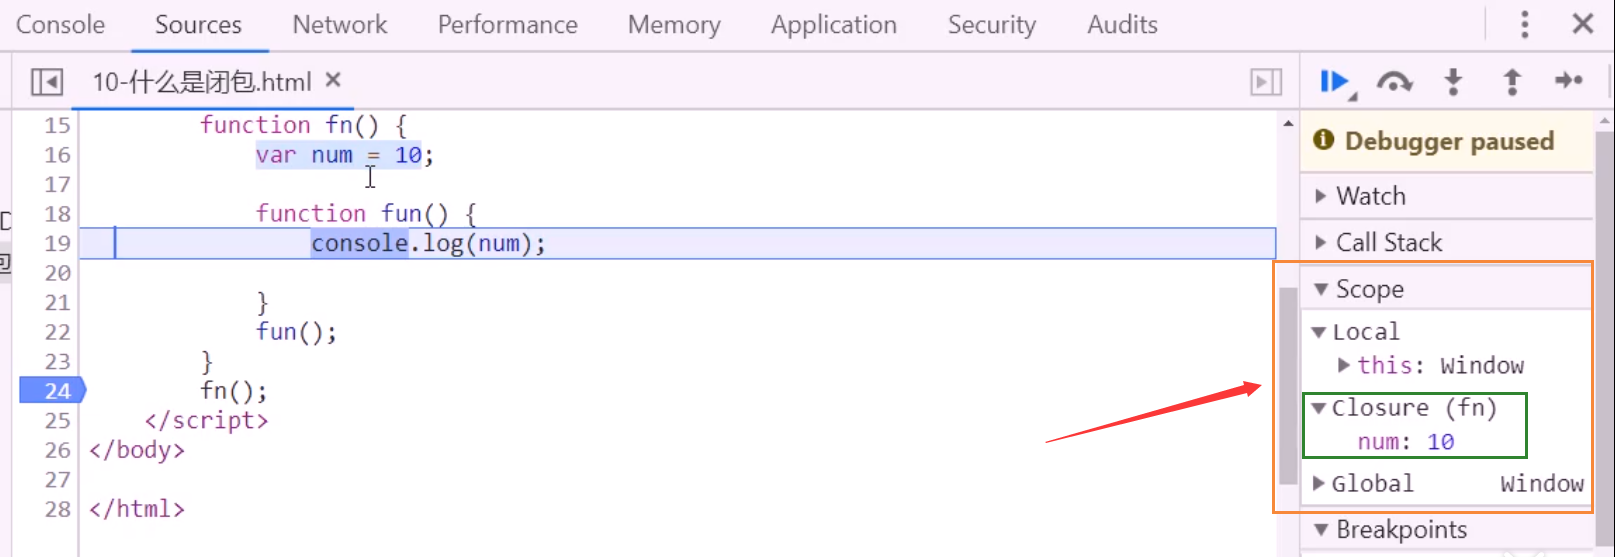 Console Sources Network Performance Memory Application Security Audits
10-什么是闭包.html
15 function fn() {
16 var num = 10;
17
18 function fun() {
19 console.log(num);
20
21 }
22 fun();
23 }
24 fn();
25 </script>
26 </body>
27
28 </html>
D
包
Debugger paused
Watch
Call Stack
Scope
Local
this: Window
Closure (fn)
num: 10
Global Window
Breakpoints